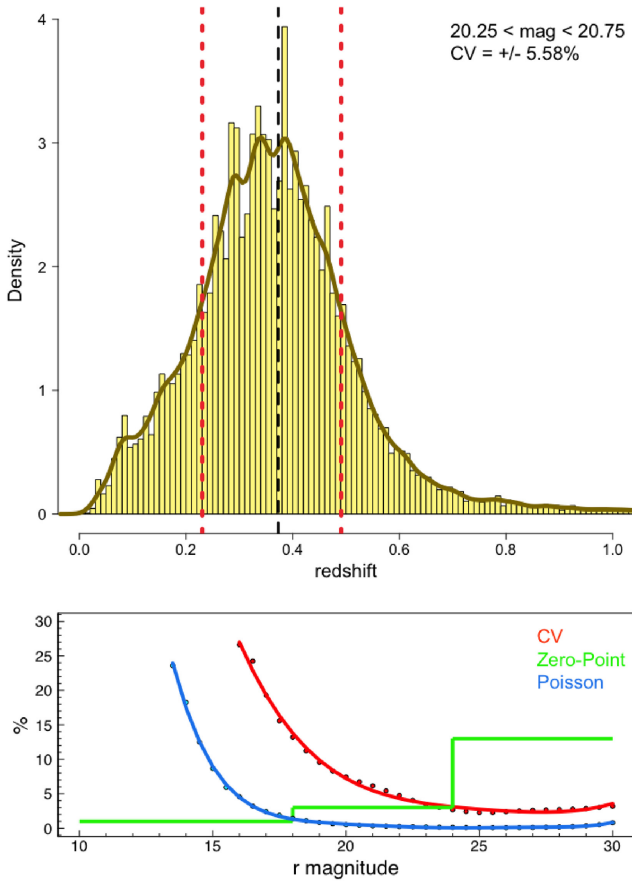 20.25 < mag < 20.75
CV = +/- 5.58%
4
3
2
1
0
Density
0.0 0.2 0.4 0.6 0.8 1.0
redshift
30
25
20
15
10
5
0
%
CV
Zero-Point
Poisson
10 15 20 25 30
r magnitude